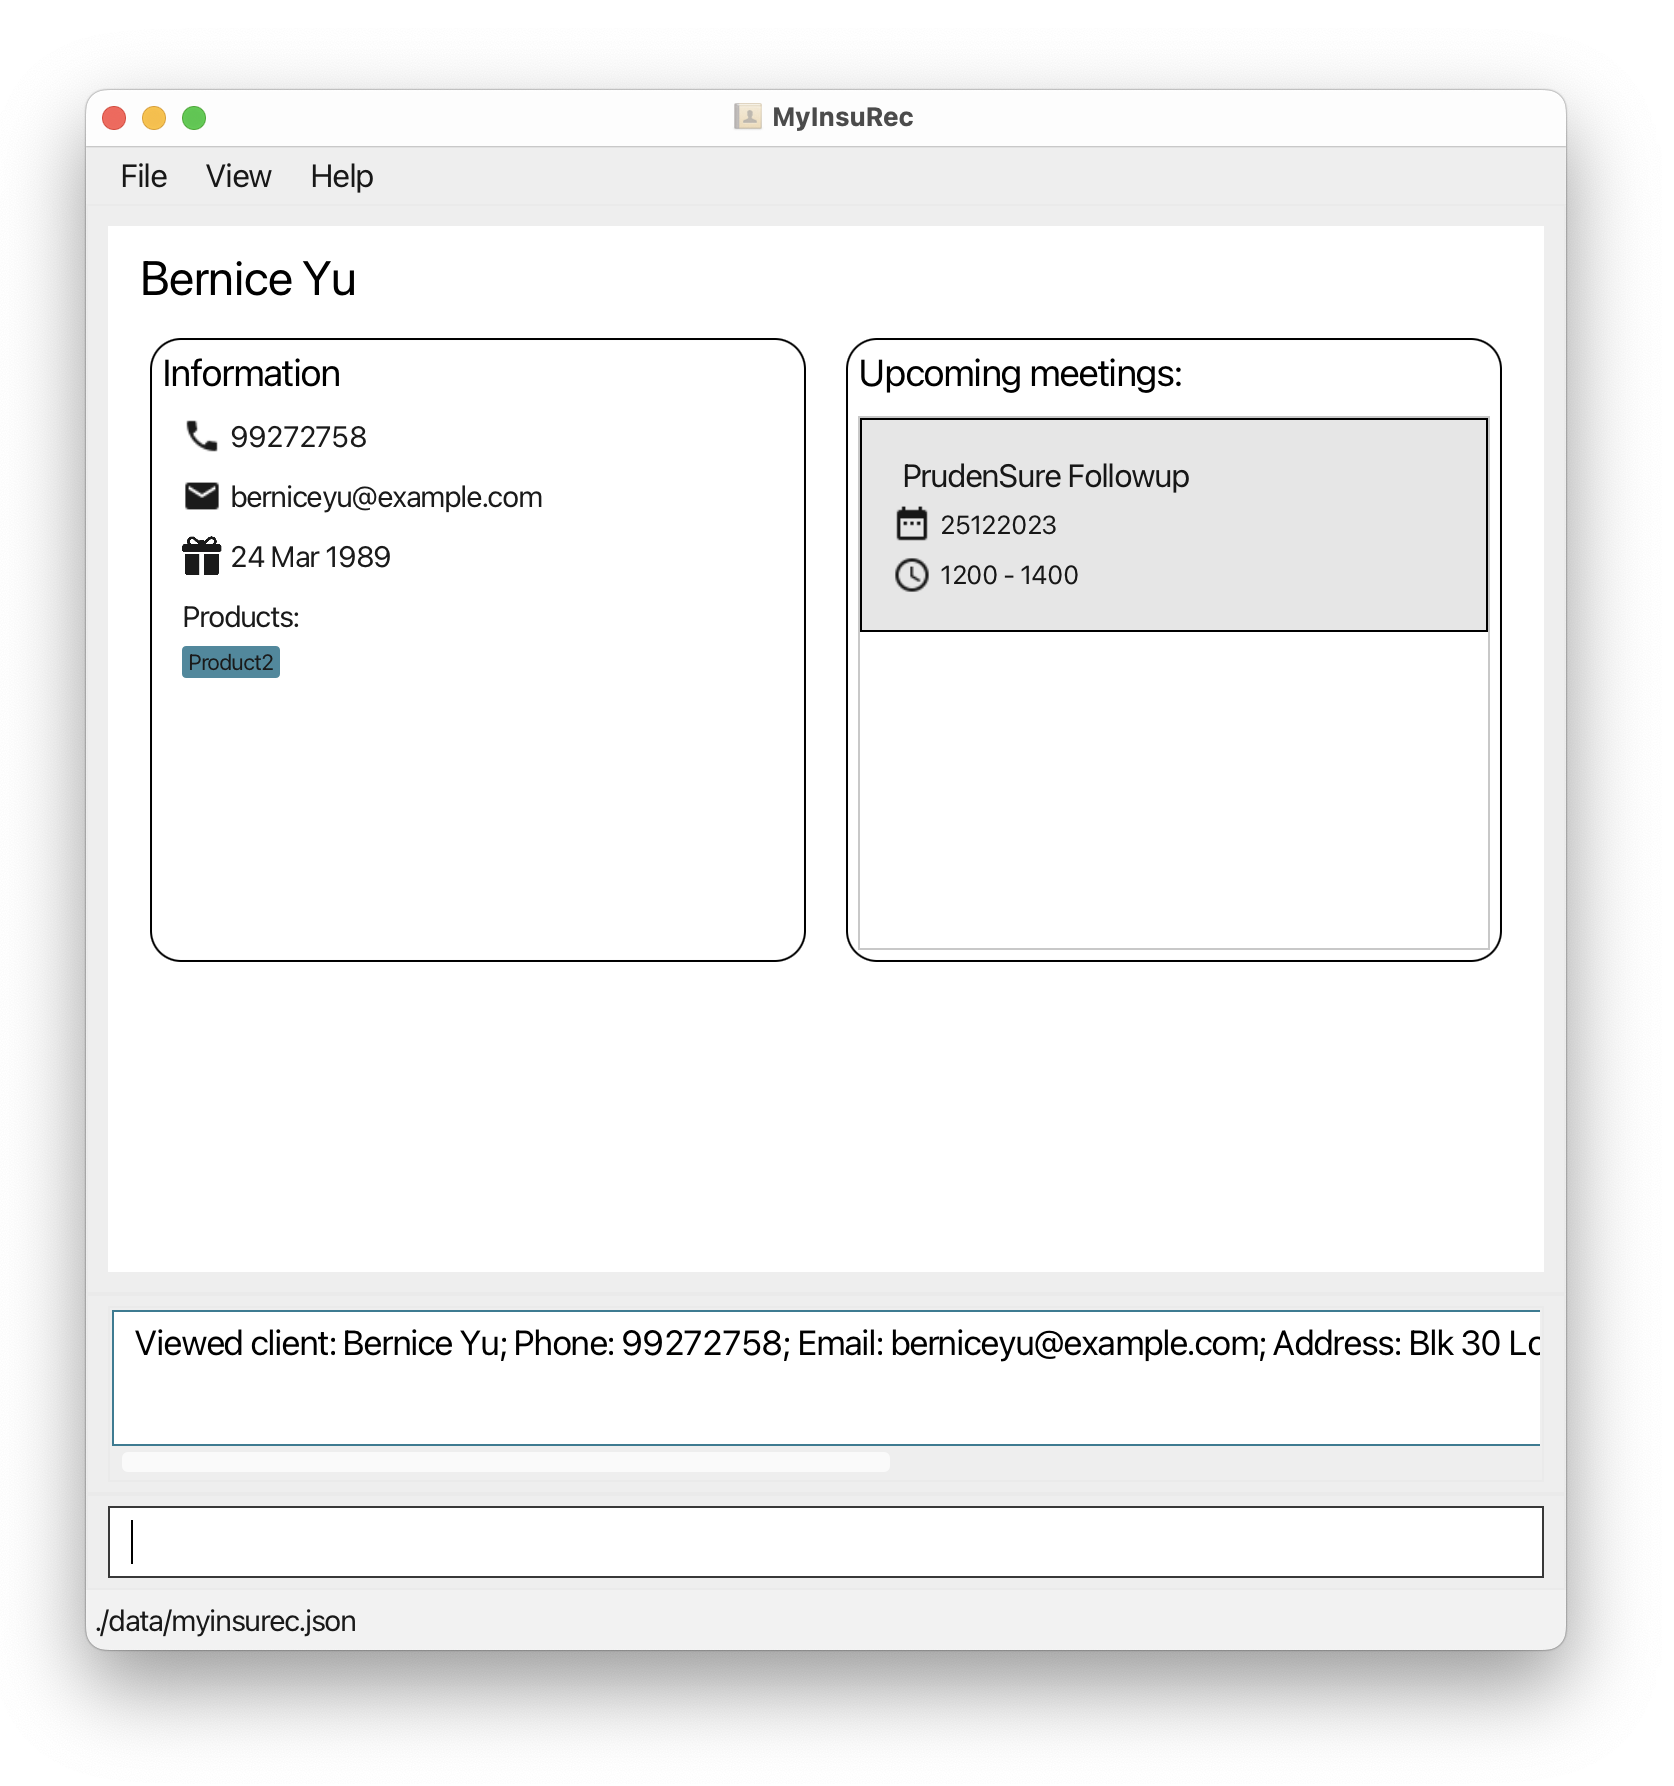 MyInsuRec
File View Help
Bernice Yu
Information
99272758
berniceyu@example.com
24 Mar 1989
Products:
Product2
Upcoming meetings:
PrudenSure Followup
25122023
1200 - 1400
Viewed client: Bernice Yu; Phone: 99272758; Email: berniceyu@example.com; Address: Blk 30 Lo
./data/myinsurec.json